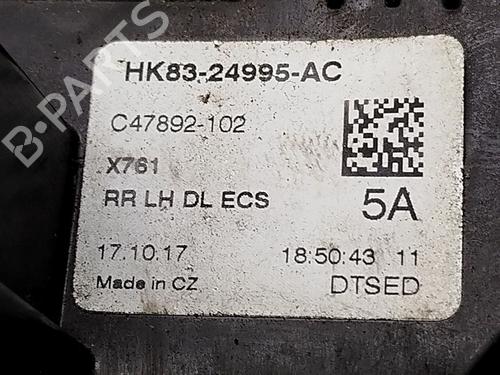 HK83-24995-AC
C47892-102
X761
RR LH DL ECS
5A
17.10.17 18:50:43 11
Made in CZ DTSED
B-PARTS